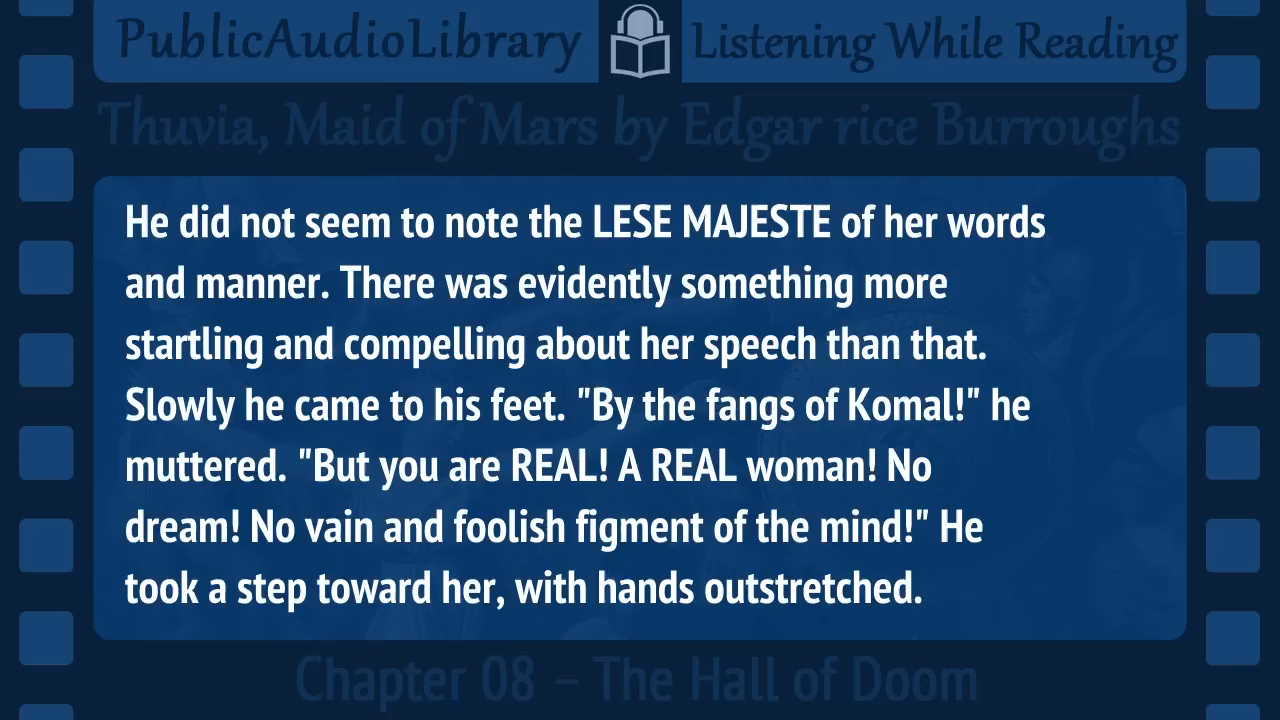 PublicAudioLibrary Listening While Reading
Thuvia, Maid of Mars by Edgar rice Burroughs
He did not seem to note the LESE MAJESTE of her words
and manner. There was evidently something more
startling and compelling about her speech than that.
Slowly he came to his feet. "By the fangs of Komal!" he
muttered. "But you are REAL! A REAL woman! No
dream! No vain and foolish figment of the mind!" He
took a step toward her, with hands outstretched.
Chapter 08 – The Hall of Doom